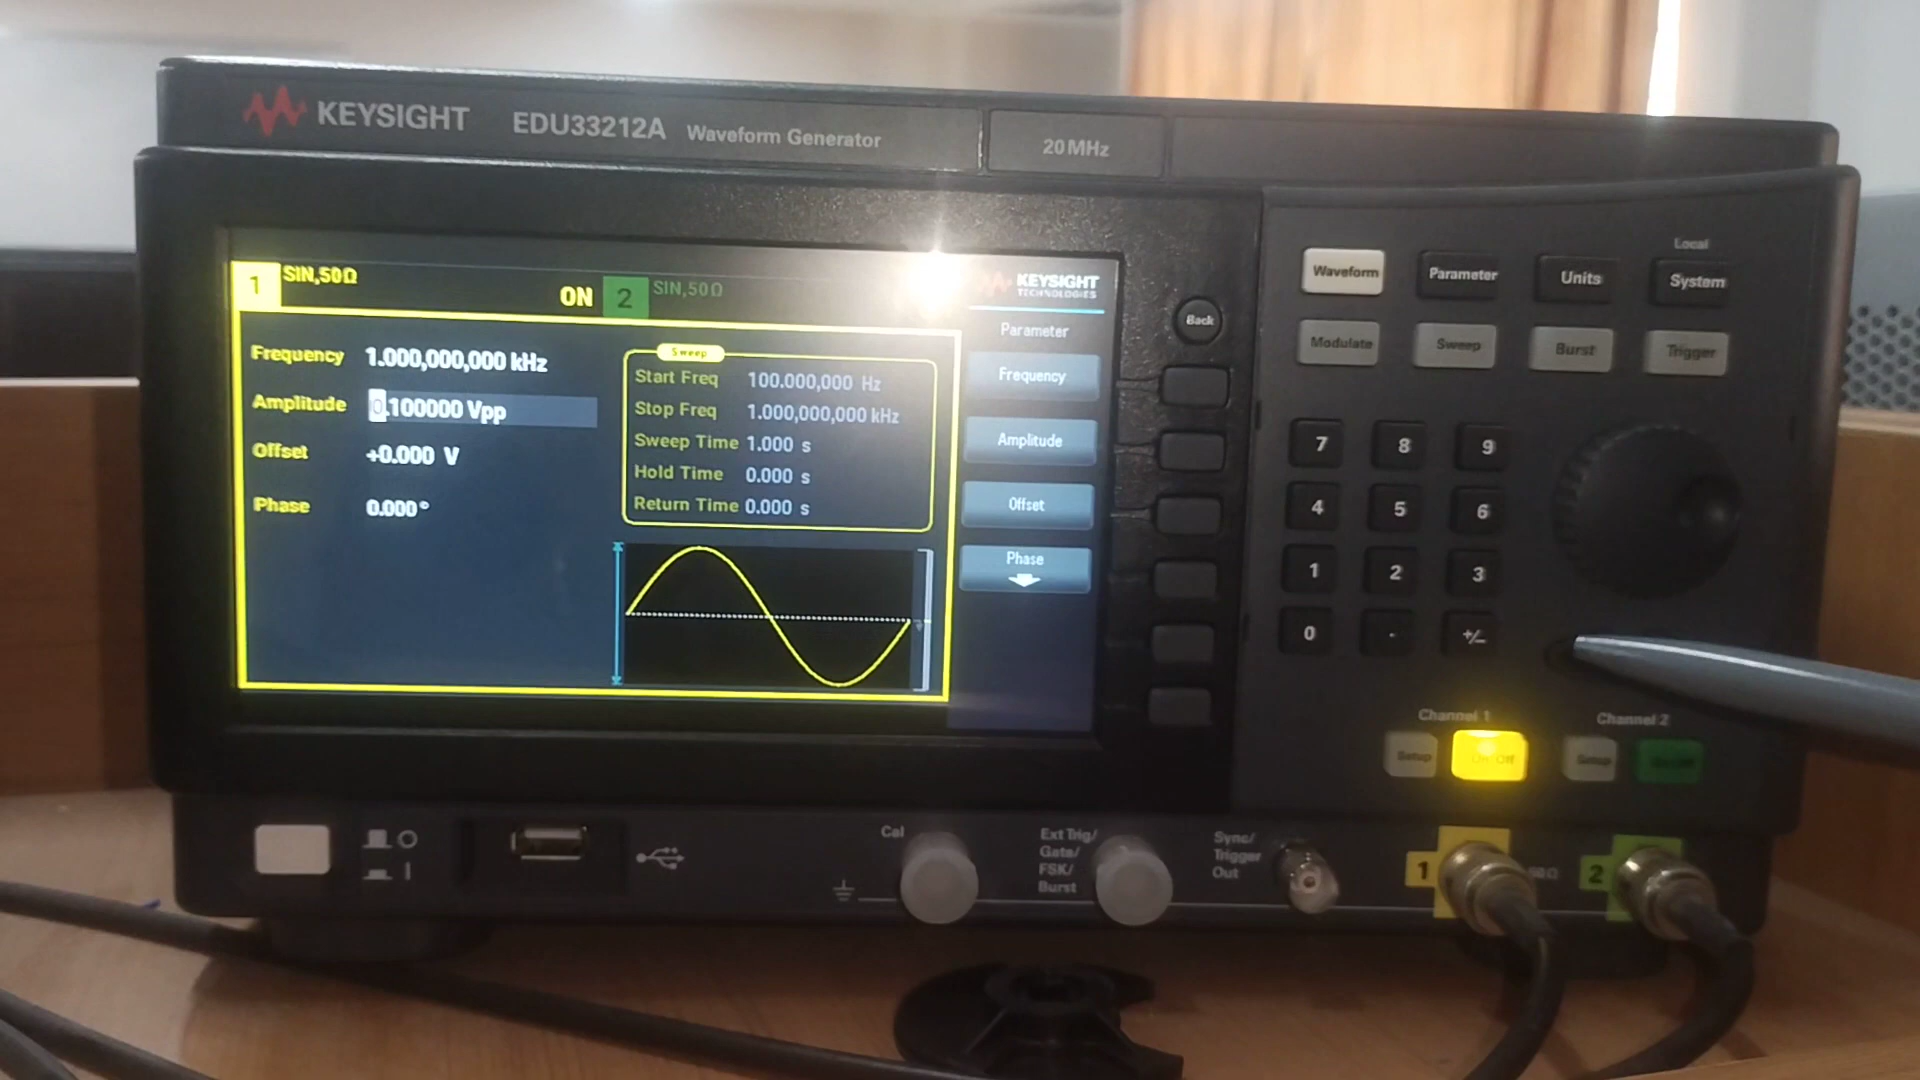 KEYSIGHT EDU33212A Waveform Generator 20 MHz
1 SIN,50Ω ON 2 SIN,50Ω
KEYSIGHT
TECHNOLOGIES
Parameter
Frequency 1.000,000,000 kHz
Amplitude 0.100000 Vpp
Offset +0.000 V
Phase 0.000°
Sweep
Start Freq 100.000,000 Hz
Stop Freq 1.000,000,000 kHz
Sweep Time 1.000 s
Hold Time 0.000 s
Return Time 0.000 s
Frequency
Amplitude
Offset
Phase
Back
Local
Waveform Parameter Units System
Modulate Sweep Burst Trigger
7 8 9
4 5 6
1 2 3
0 . +/−
Channel 1 Channel 2
Setup On/Off Setup
Cal
Ext Trig/
Gate/
FSK/
Burst
Sync/
Trigger
Out
1 50Ω 2